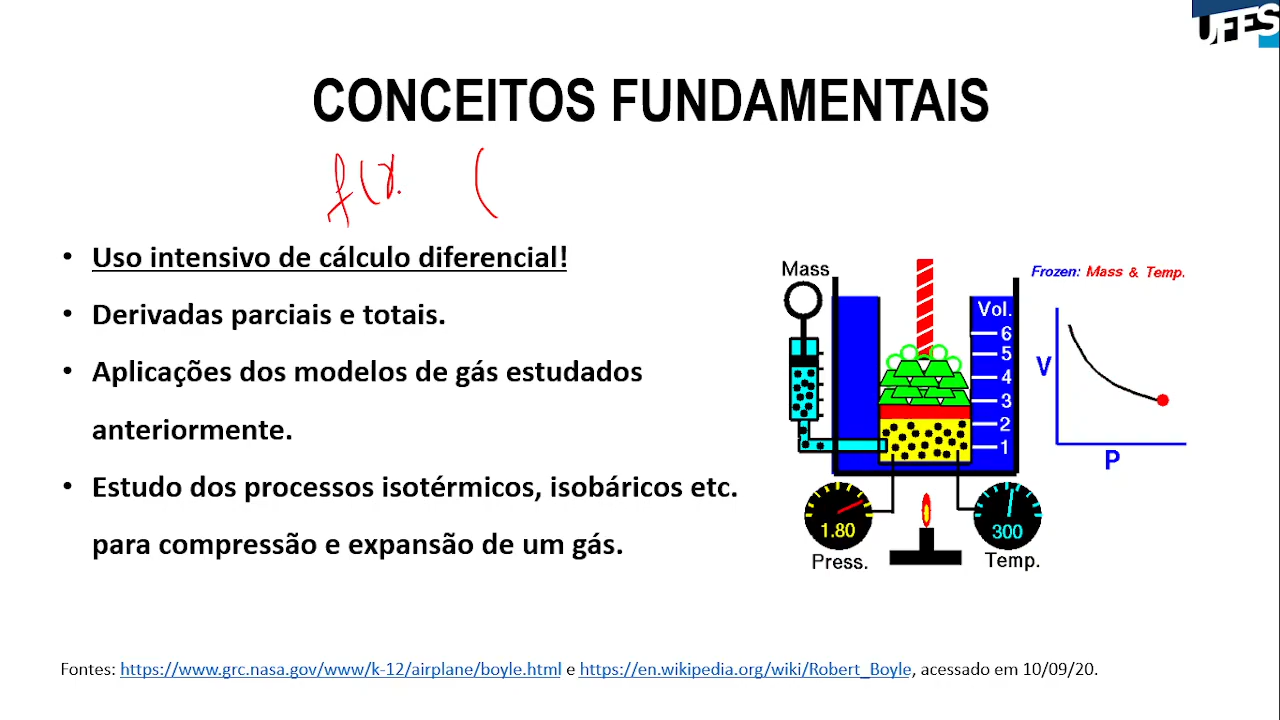 UFES
CONCEITOS FUNDAMENTAIS
f(x. (
• Uso intensivo de cálculo diferencial!
• Derivadas parciais e totais.
• Aplicações dos modelos de gás estudados
anteriormente.
• Estudo dos processos isotérmicos, isobáricos etc.
para compressão e expansão de um gás.
Mass
Vol.
6
5
4
3
2
1
1.80
Press.
300
Temp.
Frozen: Mass & Temp.
V
P
Fontes: https://www.grc.nasa.gov/www/k-12/airplane/boyle.html e https://en.wikipedia.org/wiki/Robert_Boyle, acessado em 10/09/20.